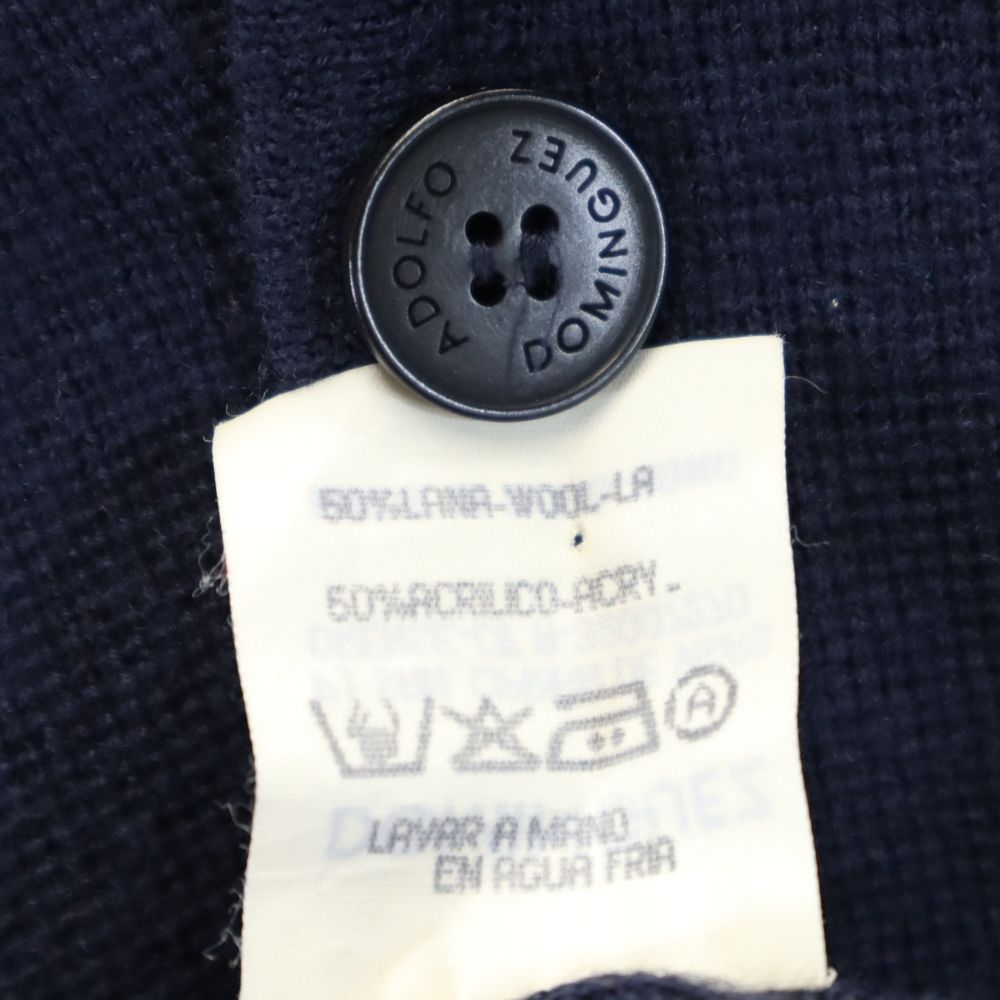 ADOLFO DOMINGUEZ
50%LANA-WOOL-LA
50%ACRILICO-ACRY-
A
LAVAR A MANO
EN AGUA FRIA